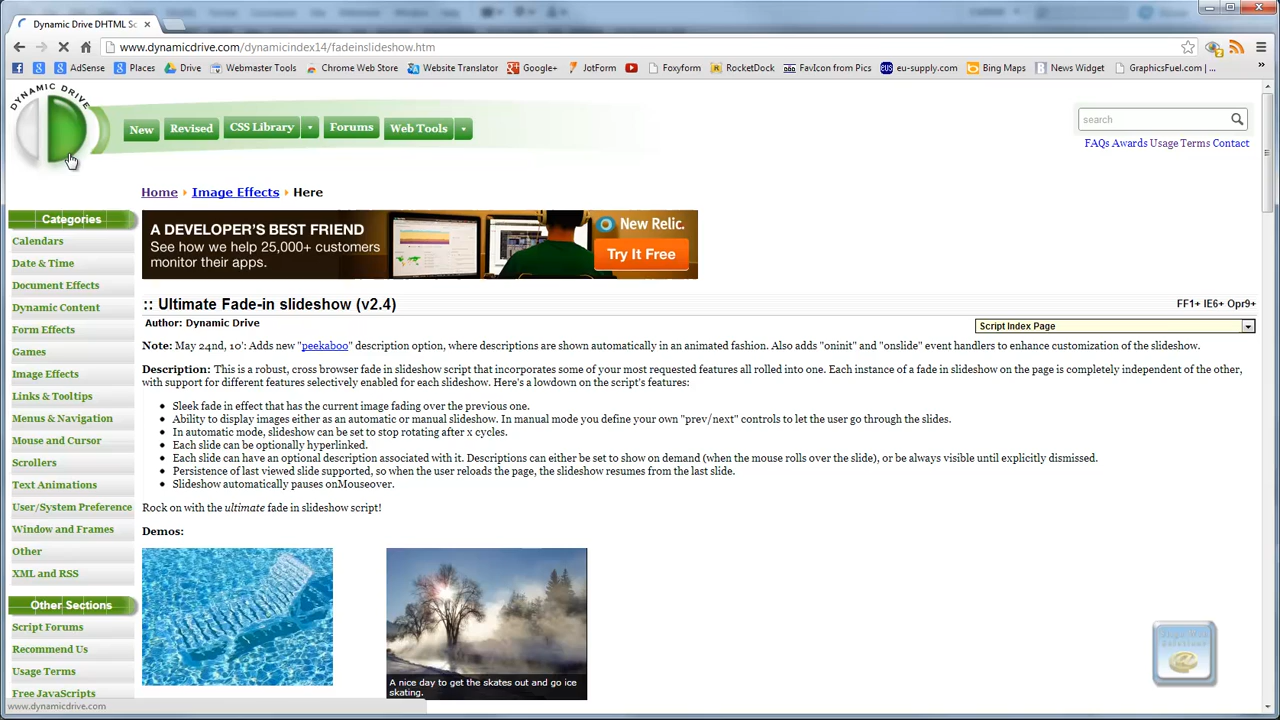 Dynamic Drive DHTML Sc
www.dynamicdrive.com/dynamicindex14/fadeinslideshow.htm
AdSense
Places
Drive
Webmaster Tools
Chrome Web Store
Website Translator
Google+
JotForm
Foxyform
RocketDock
FavIcon from Pics
eu-supply.com
Bing Maps
News Widget
GraphicsFuel.com | ...
DYNAMIC DRIVE
New
Revised
CSS Library
Forums
Web Tools
search
FAQs Awards Usage Terms Contact
Home Image Effects Here
Categories
Calendars
Date & Time
Document Effects
Dynamic Content
Form Effects
Games
Image Effects
Links & Tooltips
Menus & Navigation
Mouse and Cursor
Scrollers
Text Animations
User/System Preference
Window and Frames
Other
XML and RSS
Other Sections
Script Forums
Recommend Us
Usage Terms
Free JavaScripts
A DEVELOPER'S BEST FRIEND
See how we help 25,000+ customers
monitor their apps.
New Relic.
Try It Free
:: Ultimate Fade-in slideshow (v2.4)
FF1+ IE6+ Opr9+
Author: Dynamic Drive
Script Index Page
Note: May 24nd, 10': Adds new "peekaboo" description option, where descriptions are shown automatically in an animated fashion. Also adds "oninit" and "onslide" event handlers to enhance customization of the slideshow.
Description: This is a robust, cross browser fade in slideshow script that incorporates some of your most requested features all rolled into one. Each instance of a fade in slideshow on the page is completely independent of the other,
with support for different features selectively enabled for each slideshow. Here's a lowdown on the script's features:
Sleek fade in effect that has the current image fading over the previous one.
Ability to display images either as an automatic or manual slideshow. In manual mode you define your own "prev/next" controls to let the user go through the slides.
In automatic mode, slideshow can be set to stop rotating after x cycles.
Each slide can be optionally hyperlinked.
Each slide can have an optional description associated with it. Descriptions can either be set to show on demand (when the mouse rolls over the slide), or be always visible until explicitly dismissed.
Persistence of last viewed slide supported, so when the user reloads the page, the slideshow resumes from the last slide.
Slideshow automatically pauses onMouseover.
Rock on with the ultimate fade in slideshow script!
Demos:
A nice day to get the skates out and go ice
skating.
www.dynamicdrive.com